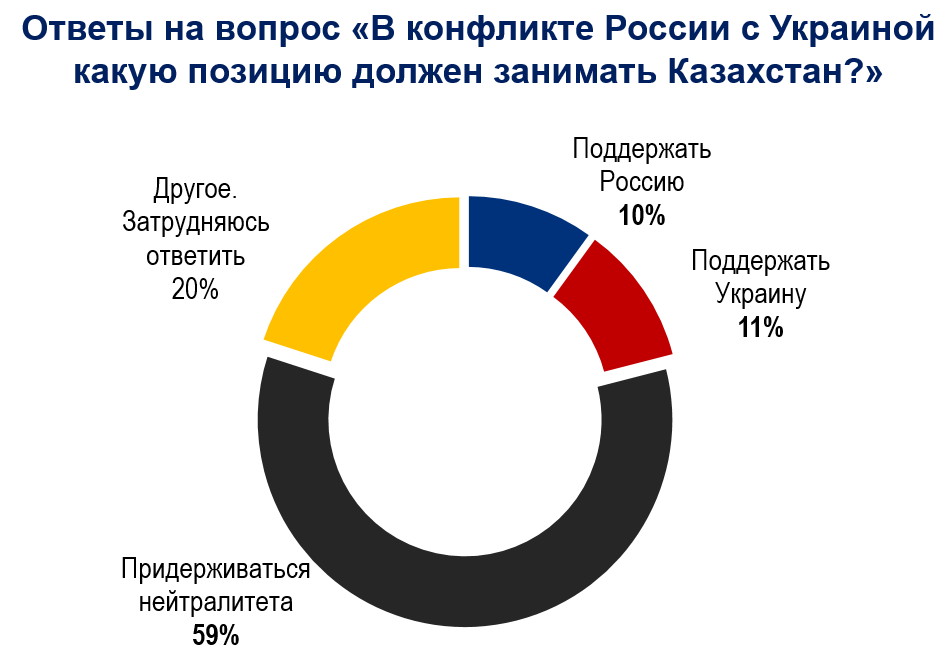 Ответы на вопрос «В конфликте России с Украиной
какую позицию должен занимать Казахстан?»
Поддержать
Россию
10%
Поддержать
Украину
11%
Другое.
Затрудняюсь
ответить
20%
Придерживаться
нейтралитета
59%